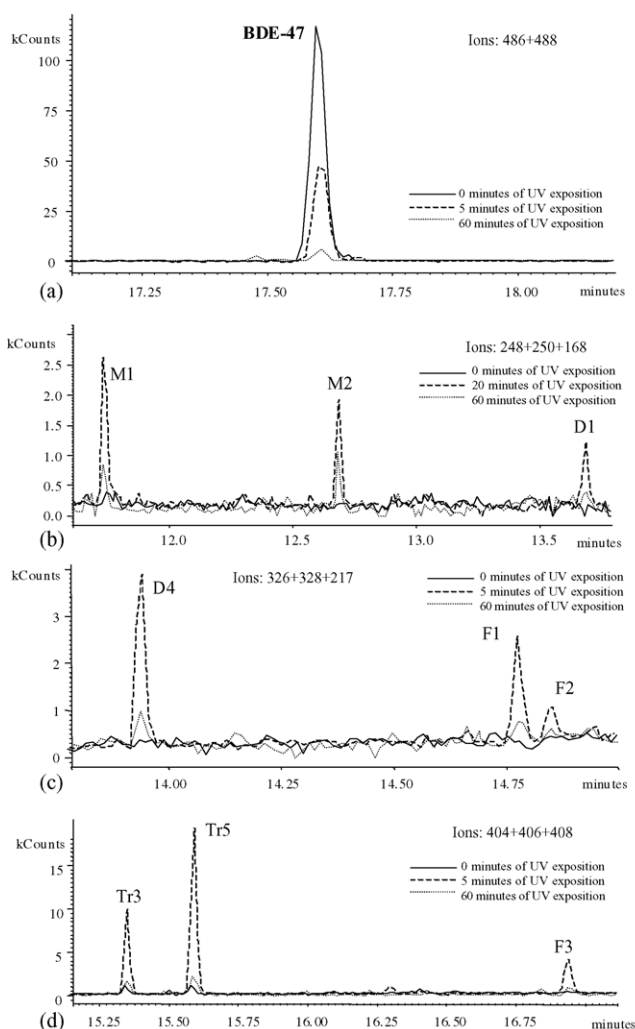 kCounts
BDE-47
Ions: 486+488
100
75
50
25
0
0 minutes of UV exposition
5 minutes of UV exposition
60 minutes of UV exposition
17.25 17.50 17.75 18.00 minutes
(a)
kCounts
Ions: 248+250+168
2.5
2.0
1.5
1.0
0.5
0.0
M1
M2
D1
0 minutes of UV exposition
20 minutes of UV exposition
60 minutes of UV exposition
12.0 12.5 13.0 13.5 minutes
(b)
kCounts
Ions: 326+328+217
4
3
2
1
0
D4
F1
F2
0 minutes of UV exposition
5 minutes of UV exposition
60 minutes of UV exposition
14.00 14.25 14.50 14.75 minutes
(c)
kCounts
Ions: 404+406+408
15
10
5
0
Tr3
Tr5
F3
0 minutes of UV exposition
5 minutes of UV exposition
60 minutes of UV exposition
15.25 15.50 15.75 16.00 16.25 16.50 16.75 minutes
(d)